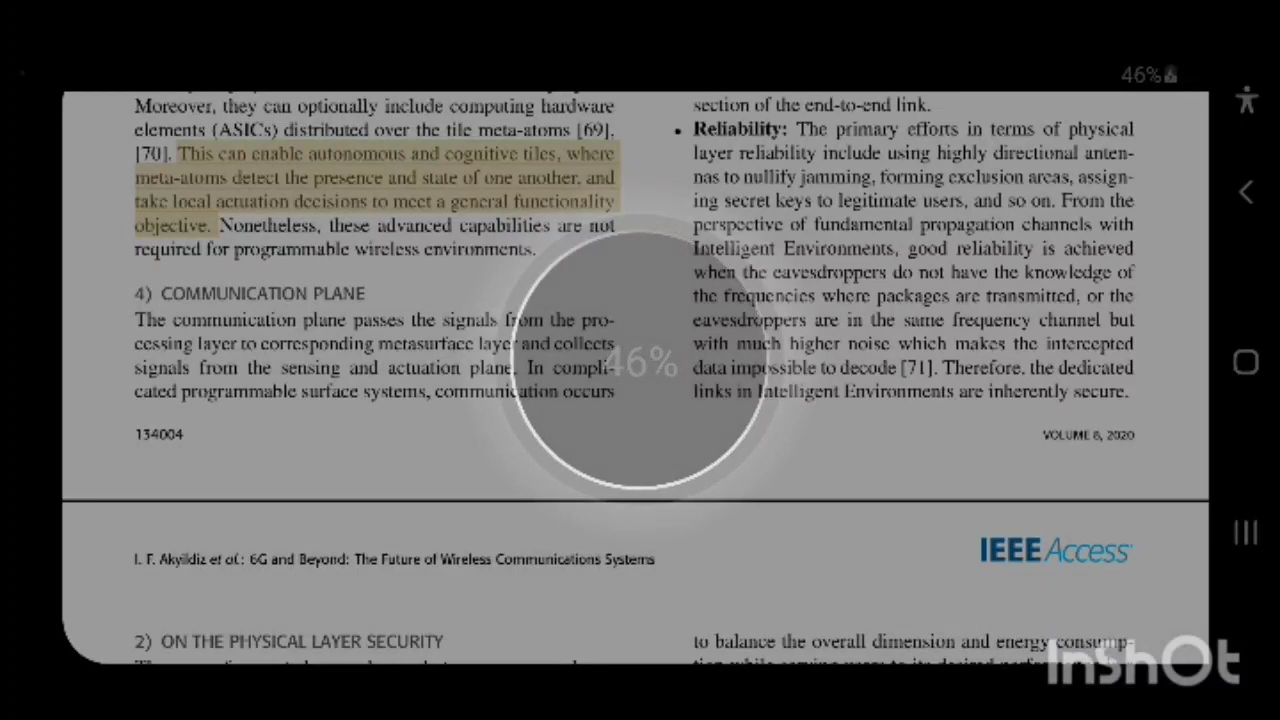 46%
Moreover, they can optionally include computing hardware
elements (ASICs) distributed over the tile meta-atoms [69],
[70]. This can enable autonomous and cognitive tiles, where
meta-atoms detect the presence and state of one another, and
take local actuation decisions to meet a general functionality
objective. Nonetheless, these advanced capabilities are not
required for programmable wireless environments.
4) COMMUNICATION PLANE
The communication plane passes the signals from the pro-
cessing layer to corresponding metasurface layer and collects
signals from the sensing and actuation plane. In compli-
cated programmable surface systems, communication occurs
section of the end-to-end link.
• Reliability: The primary efforts in terms of physical
layer reliability include using highly directional anten-
nas to nullify jamming, forming exclusion areas, assign-
ing secret keys to legitimate users, and so on. From the
perspective of fundamental propagation channels with
Intelligent Environments, good reliability is achieved
when the eavesdroppers do not have the knowledge of
the frequencies where packages are transmitted, or the
eavesdroppers are in the same frequency channel but
with much higher noise which makes the intercepted
data impossible to decode [71]. Therefore, the dedicated
links in Intelligent Environments are inherently secure.
46%
134004
VOLUME 8, 2020
I. F. Akyildiz et al.: 6G and Beyond: The Future of Wireless Communications Systems
IEEE Access
2) ON THE PHYSICAL LAYER SECURITY
to balance the overall dimension and energy consump-
InShOt